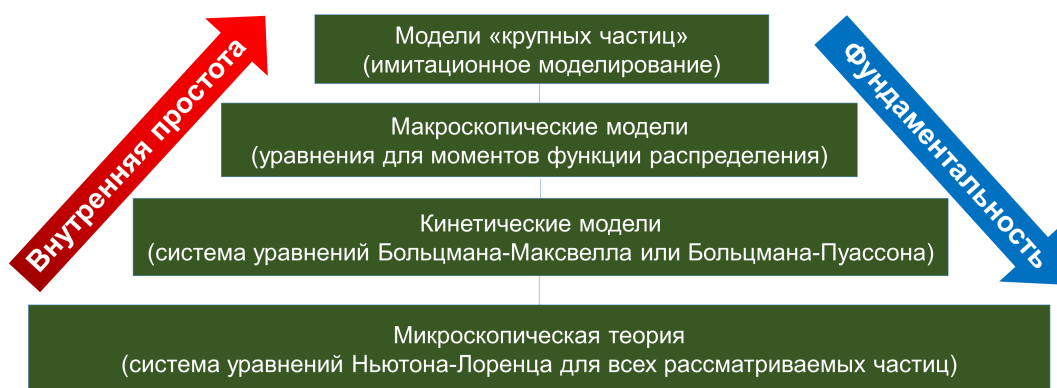 Внутренняя простота
Модели «крупных частиц»
(имитационное моделирование)
Фундаментальность
Макроскопические модели
(уравнения для моментов функции распределения)
Кинетические модели
(система уравнений Больцмана-Максвелла или Больцмана-Пуассона)
Микроскопическая теория
(система уравнений Ньютона-Лоренца для всех рассматриваемых частиц)